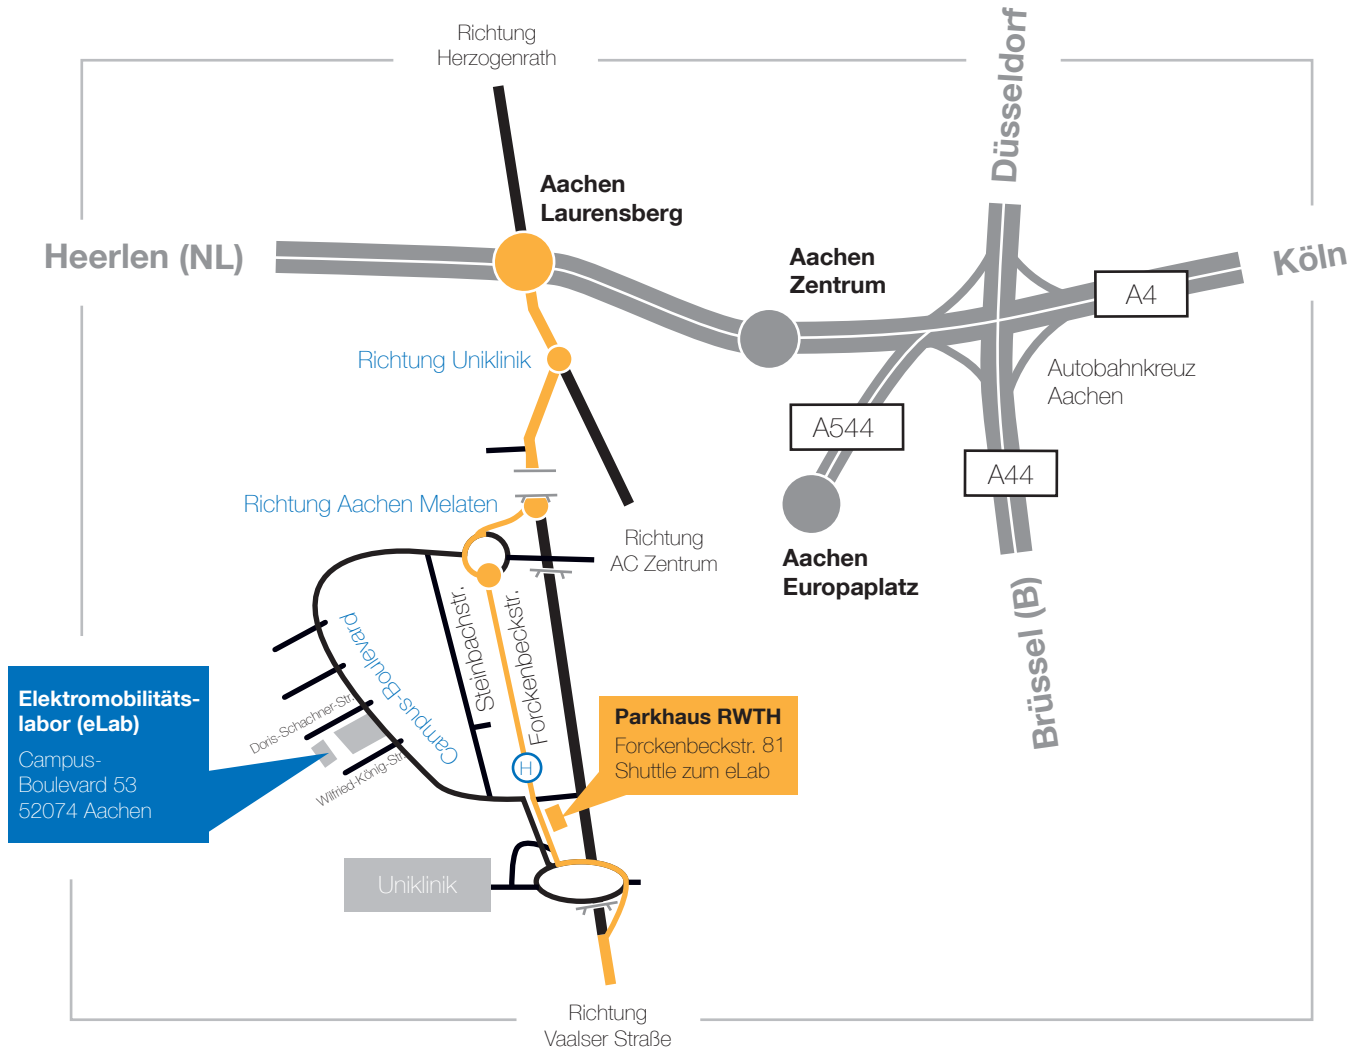 Richtung
Herzogenrath
Düsseldorf
Aachen
Laurensberg
Heerlen (NL)
Aachen
Zentrum
Köln
A4
Richtung Uniklinik
Autobahnkreuz
Aachen
A544
A44
Richtung Aachen Melaten
Richtung
AC Zentrum
Aachen
Europaplatz
Brüssel (B)
Steinbachstr.
Forckenbeckstr.
Campus-Boulevard
Elektromobilitäts-
labor (eLab)
Campus-
Boulevard 53
52074 Aachen
Doris-Schachner-Str.
Wilfried-König-Str.
Parkhaus RWTH
Forckenbeckstr. 81
Shuttle zum eLab
H
Uniklinik
Richtung
Vaalser Straße